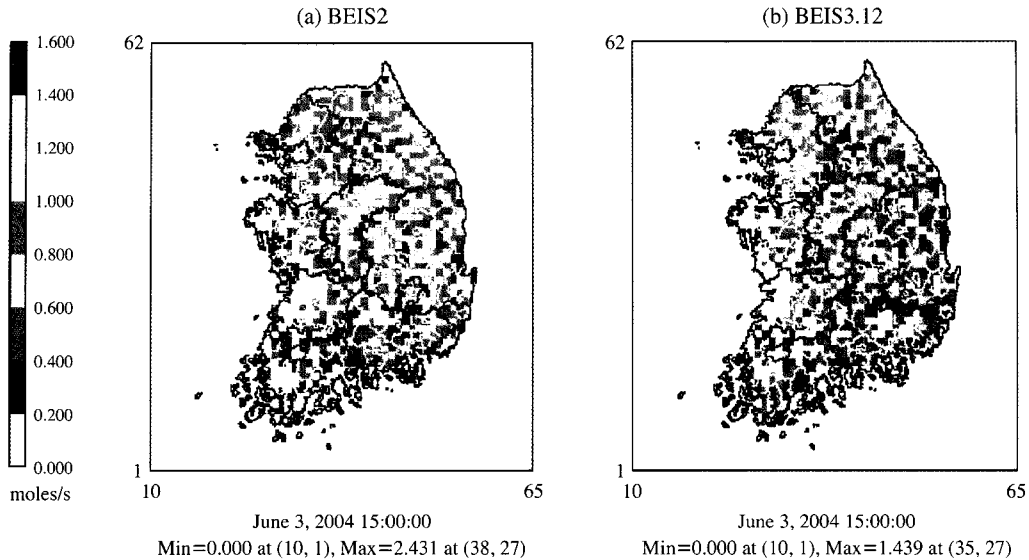 (a) BEIS2
(b) BEIS3.12
1.600
1.400
1.200
1.000
0.800
0.600
0.400
0.200
0.000
moles/s
62
1
10
65
June 3, 2004 15:00:00
Min=0.000 at (10, 1), Max=2.431 at (38, 27)
62
1
10
65
June 3, 2004 15:00:00
Min=0.000 at (10, 1), Max=1.439 at (35, 27)